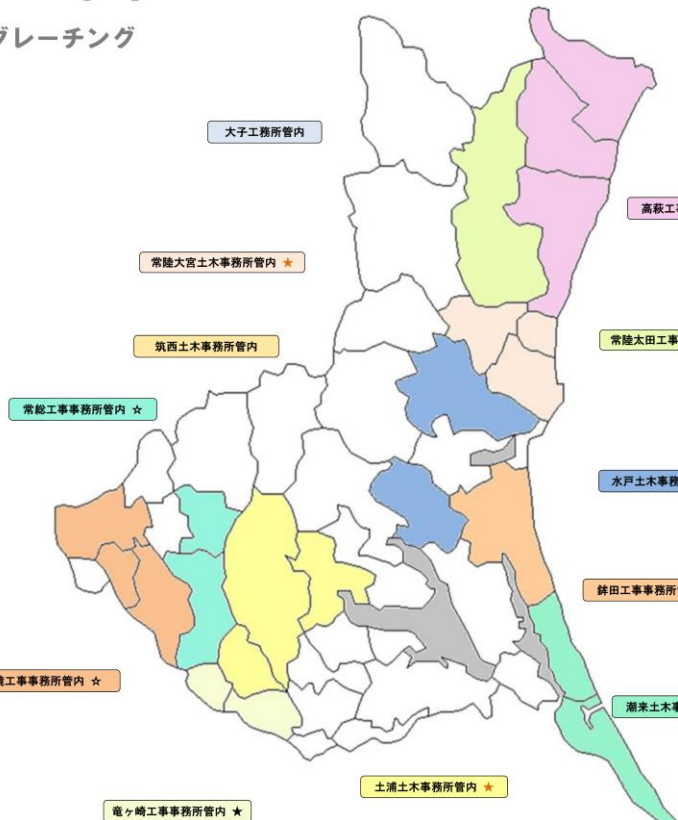 グレーチング
大子工務所管内
高萩工事
常陸大宮土木事務所管内 ★
常陸太田工事
筑西土木事務所管内
常総工事事務所管内 ☆
水戸土木事務
鉾田工事事務所
工事事務所管内 ☆
潮来土木事
土浦土木事務所管内 ★
竜ヶ崎工事事務所管内 ★